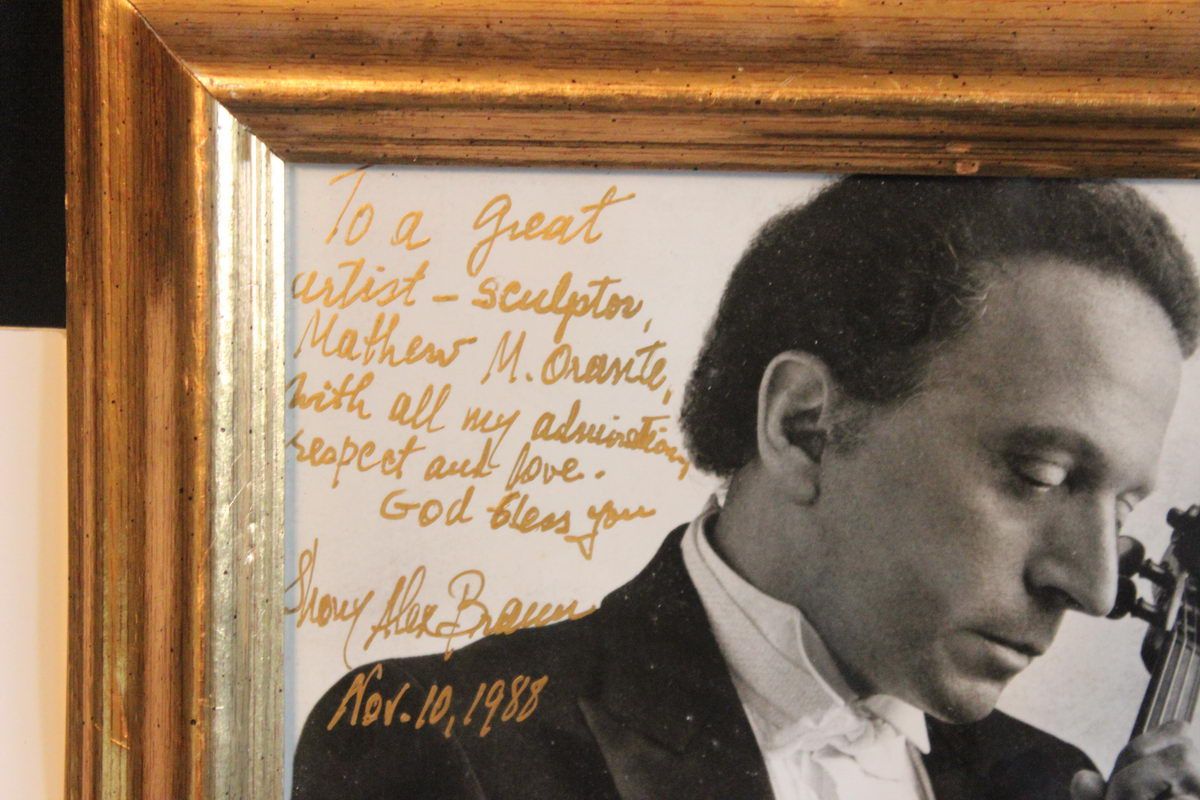 To a great
artist - sculptor,
Mathew M.
with all my admiration,
respect and love.
God bless you
Shony Alex Braun
Nov. 10, 1988